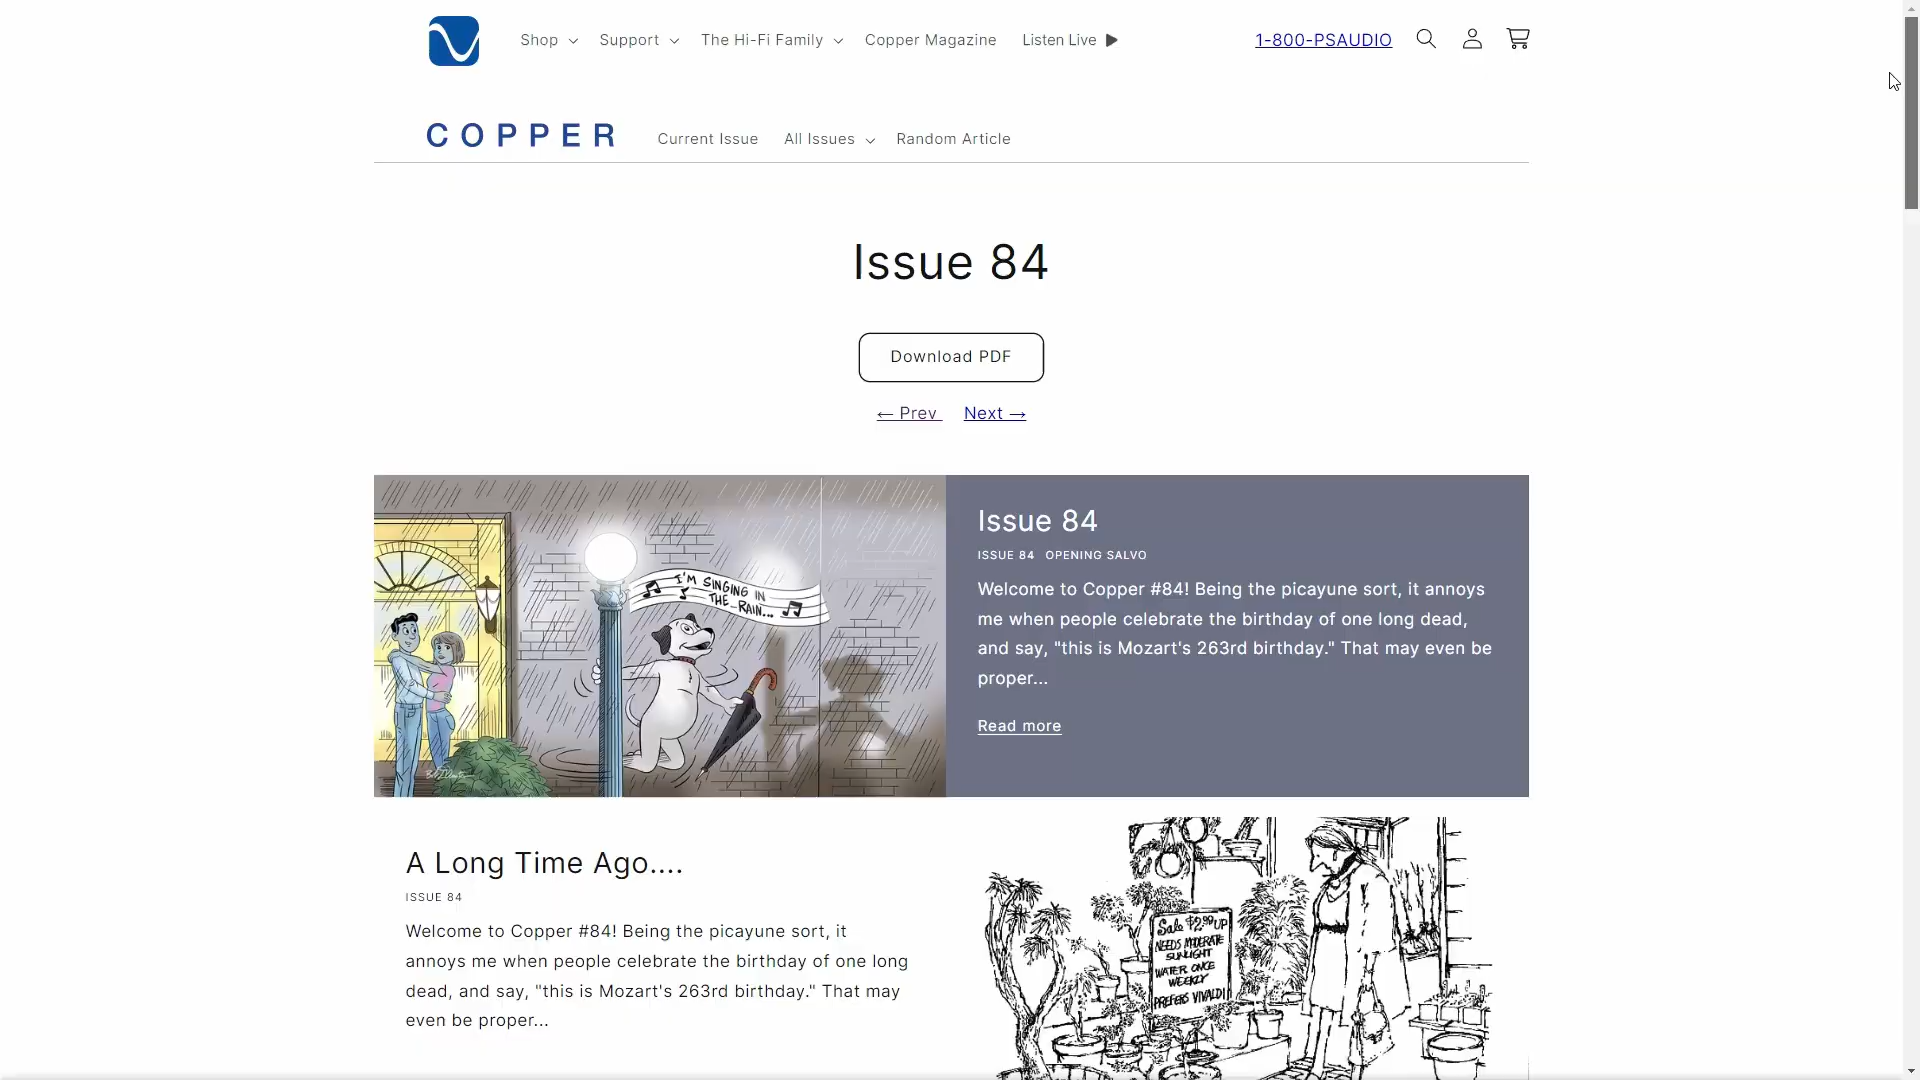 Shop Support The Hi-Fi Family Copper Magazine Listen Live 1-800-PSAUDIO
COPPER Current Issue All Issues Random Article
Issue 84
Download PDF
← Prev Next →
I'M SINGING IN
THE RAIN...
Issue 84
ISSUE 84 OPENING SALVO
Welcome to Copper #84! Being the picayune sort, it annoys
me when people celebrate the birthday of one long dead,
and say, "this is Mozart's 263rd birthday." That may even be
proper...
Read more
A Long Time Ago....
ISSUE 84
Welcome to Copper #84! Being the picayune sort, it
annoys me when people celebrate the birthday of one long
dead, and say, "this is Mozart's 263rd birthday." That may
even be proper...
Sale $2.99 UP
NEEDS MODERATE
SUNLIGHT
WATER ONCE
WEEKLY
PREFERS VIVALDI